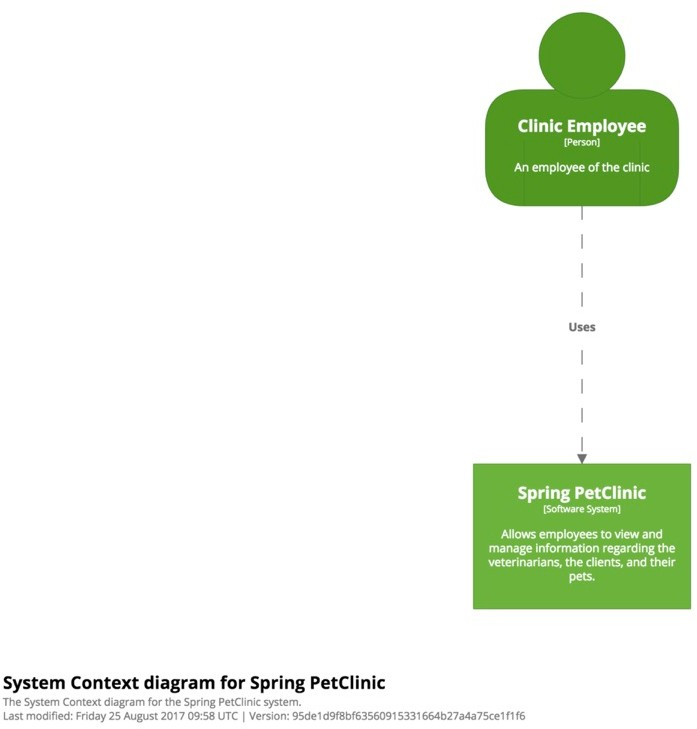 Clinic Employee
[Person]
An employee of the clinic
Uses
Spring PetClinic
[Software System]
Allows employees to view and
manage information regarding the
veterinarians, the clients, and their
pets.
System Context diagram for Spring PetClinic
The System Context diagram for the Spring PetClinic system.
Last modified: Friday 25 August 2017 09:58 UTC | Version: 95de1d9f8bf63560915331664b27a4a75ce1f1f6